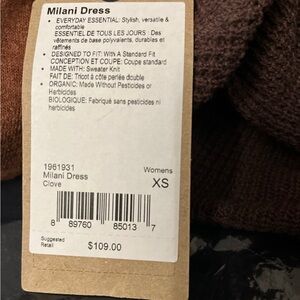 Milani Dress
• EVERYDAY ESSENTIAL: Stylish, versatile &
comfortable
ESSENTIEL DE TOUS LES JOURS : Des
vêtements de base polyvalents, durables et
raffinés
• DESIGNED TO FIT: With A Standard Fit
CONCEPTION ET COUPE: Coupe standard
• MADE WITH: Sweater Knit
FAIT DE: Tricot à côte perlée double
• ORGANIC: Made Without Pesticides or
Herbicides
BIOLOGIQUE: Fabriqué sans pesticides ni
herbicides
1961931
Milani Dress
Clove
Womens
XS
8 89760 85013 7
Suggested
Retail
$109.00